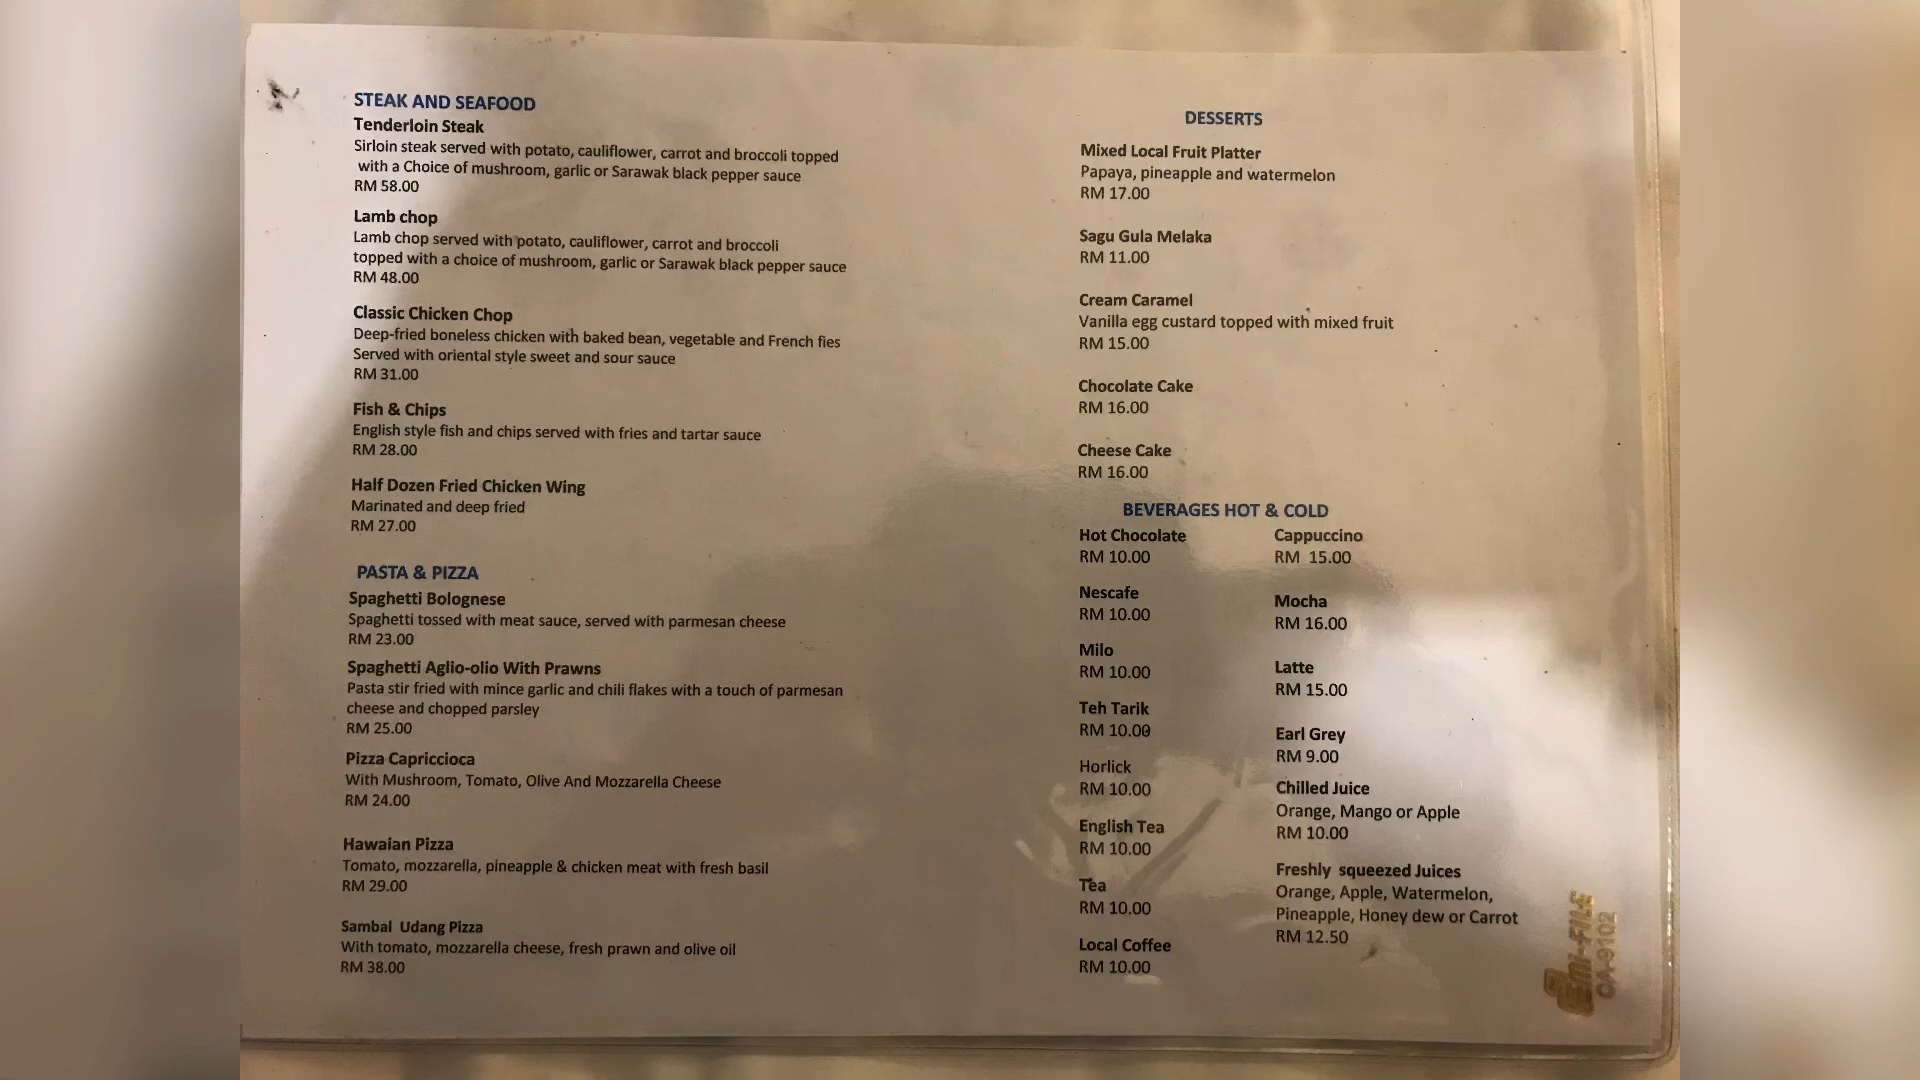 STEAK AND SEAFOOD
Tenderloin Steak
Sirloin steak served with potato, cauliflower, carrot and broccoli topped
with a Choice of mushroom, garlic or Sarawak black pepper sauce
RM 58.00
Lamb chop
Lamb chop served with potato, cauliflower, carrot and broccoli
topped with a choice of mushroom, garlic or Sarawak black pepper sauce
RM 48.00
Classic Chicken Chop
Deep-fried boneless chicken with baked bean, vegetable and French fies
Served with oriental style sweet and sour sauce
RM 31.00
Fish & Chips
English style fish and chips served with fries and tartar sauce
RM 28.00
Half Dozen Fried Chicken Wing
Marinated and deep fried
RM 27.00
PASTA & PIZZA
Spaghetti Bolognese
Spaghetti tossed with meat sauce, served with parmesan cheese
RM 23.00
Spaghetti Aglio-olio With Prawns
Pasta stir fried with mince garlic and chili flakes with a touch of parmesan
cheese and chopped parsley
RM 25.00
Pizza Capriccioca
With Mushroom, Tomato, Olive And Mozzarella Cheese
RM 24.00
Hawaian Pizza
Tomato, mozzarella, pineapple & chicken meat with fresh basil
RM 29.00
Sambal Udang Pizza
With tomato, mozzarella cheese, fresh prawn and olive oil
RM 38.00
DESSERTS
Mixed Local Fruit Platter
Papaya, pineapple and watermelon
RM 17.00
Sagu Gula Melaka
RM 11.00
Cream Caramel
Vanilla egg custard topped with mixed fruit
RM 15.00
Chocolate Cake
RM 16.00
Cheese Cake
RM 16.00
BEVERAGES HOT & COLD
Hot Chocolate
RM 10.00
Nescafe
RM 10.00
Milo
RM 10.00
Teh Tarik
RM 10.00
Horlick
RM 10.00
English Tea
RM 10.00
Tea
RM 10.00
Local Coffee
RM 10.00
Cappuccino
RM 15.00
Mocha
RM 16.00
Latte
RM 15.00
Earl Grey
RM 9.00
Chilled Juice
Orange, Mango or Apple
RM 10.00
Freshly squeezed Juices
Orange, Apple, Watermelon,
Pineapple, Honey dew or Carrot
RM 12.50
CA-9102